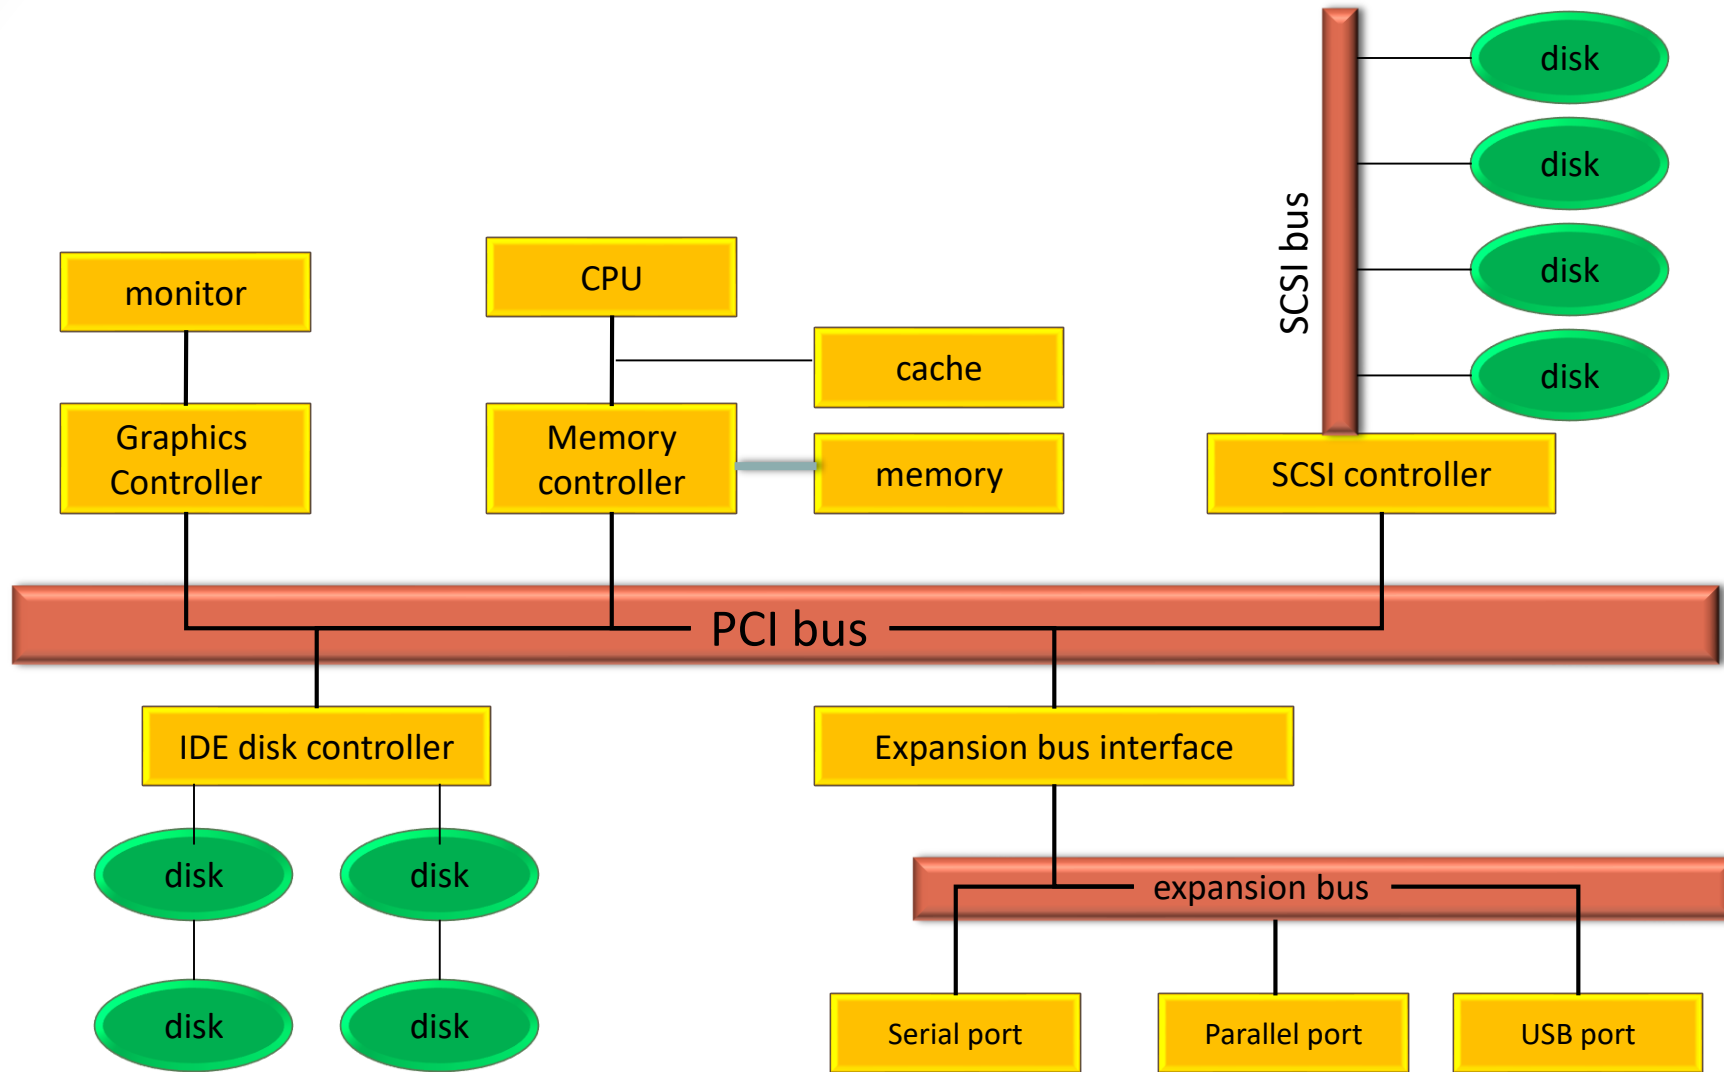 disk
disk
SCSI bus
disk
disk
monitor
CPU
cache
Graphics
Controller
Memory
controller
memory
SCSI controller
PCI bus
IDE disk controller
Expansion bus interface
disk
disk
expansion bus
disk
disk
Serial port
Parallel port
USB port